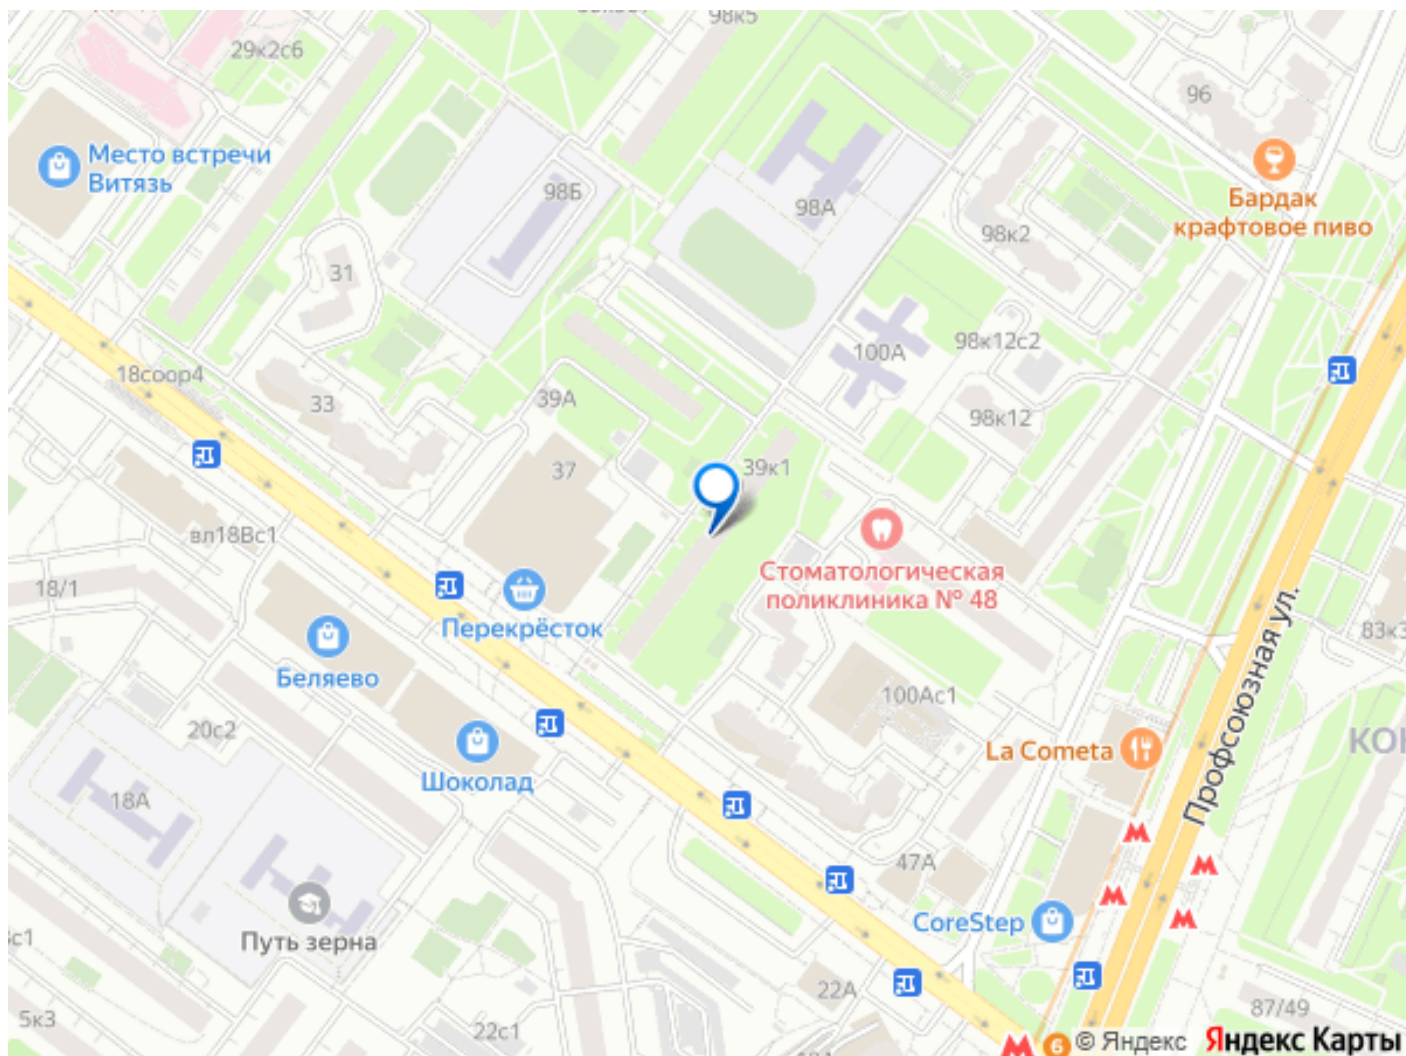 98к5
29к2с6
96
Место встречи
Витязь
98Б
98А
Бардак
крафтовое пиво
98к2
31
98к12с2
100А
18соор4
33
39А
98к12
37
39к1
вл18Вс1
Стоматологическая
поликлиника № 48
18/1
Перекрёсток
Беляево
83к3
Профсоюзная ул.
100Ас1
20с2
La Cometa
КОН
Шоколад
18А
47А
CoreStep
Путь зерна
22А
87/49
5к3
22с1
6
© Яндекс
Яндекс Карты